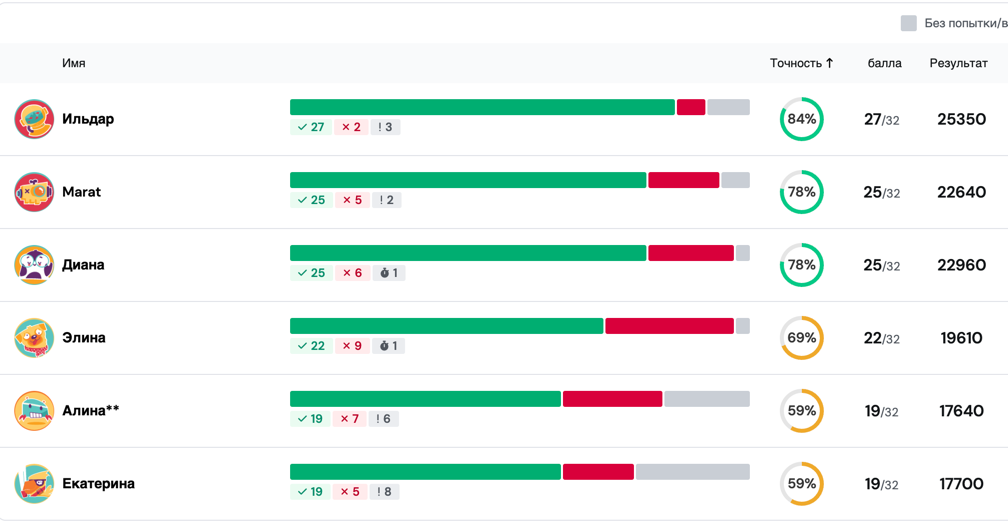 Без попытки/в
Имя Точность ↑ балла Результат
Ильдар 84% 27/32 25350
✓ 27 × 2 ! 3
Marat 78% 25/32 22640
✓ 25 × 5 ! 2
Диана 78% 25/32 22960
✓ 25 × 6 1
Элина 69% 22/32 19610
✓ 22 × 9 1
Алина** 59% 19/32 17640
✓ 19 × 7 ! 6
Екатерина 59% 19/32 17700
✓ 19 × 5 ! 8